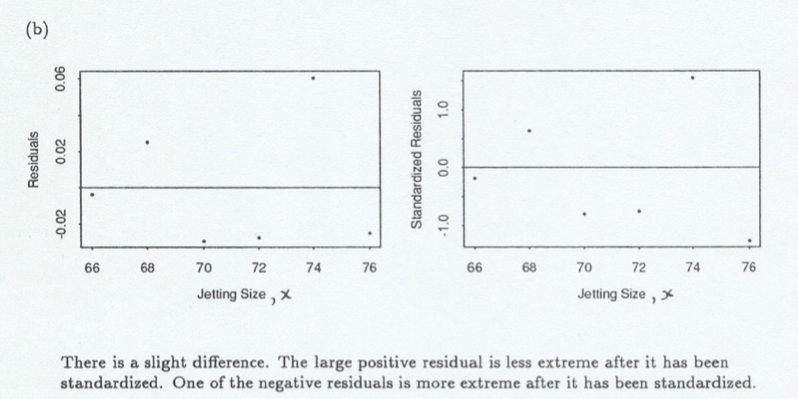 (b)
Residuals
0.06
0.02
-0.02
66 68 70 72 74 76
Jetting Size , x
Standardized Residuals
1.0
0.0
-1.0
66 68 70 72 74 76
Jetting Size , x
There is a slight difference. The large positive residual is less extreme after it has been
standardized. One of the negative residuals is more extreme after it has been standardized.